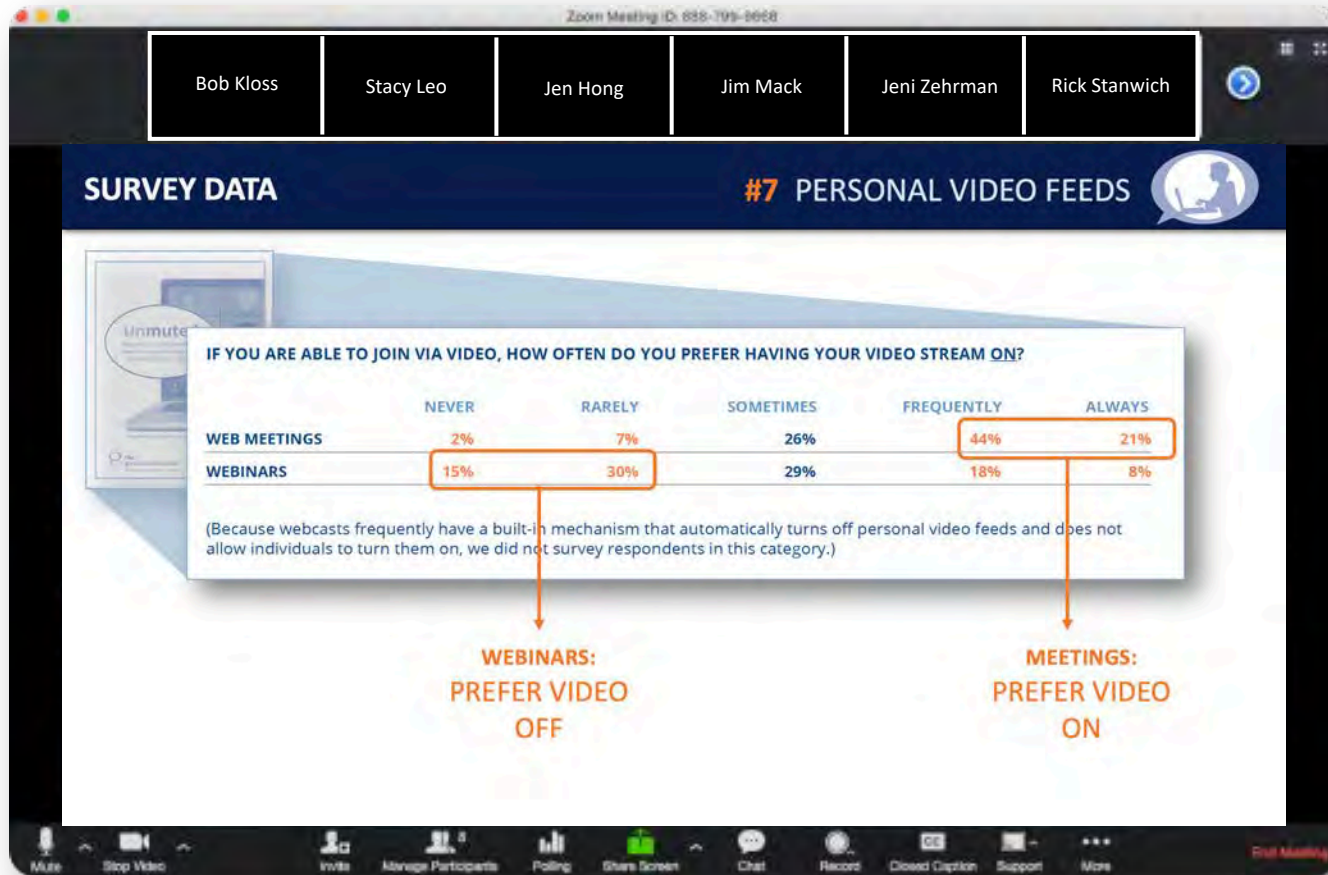 Zoom Meeting ID: 888-799-9668
Bob Kloss
Stacy Leo
Jen Hong
Jim Mack
Jeni Zehrman
Rick Stanwich
SURVEY DATA
#7 PERSONAL VIDEO FEEDS
IF YOU ARE ABLE TO JOIN VIA VIDEO, HOW OFTEN DO YOU PREFER HAVING YOUR VIDEO STREAM ON?
NEVER RARELY SOMETIMES FREQUENTLY ALWAYS
WEB MEETINGS 2% 7% 26% 44% 21%
WEBINARS 15% 30% 29% 18% 8%
(Because webcasts frequently have a built-in mechanism that automatically turns off personal video feeds and does not
allow individuals to turn them on, we did not survey respondents in this category.)
WEBINARS:
PREFER VIDEO
OFF
MEETINGS:
PREFER VIDEO
ON
Mute Stop Video Invite Manage Participants 8 Polling Share Screen Chat Record CC Closed Caption Support More End Meeting